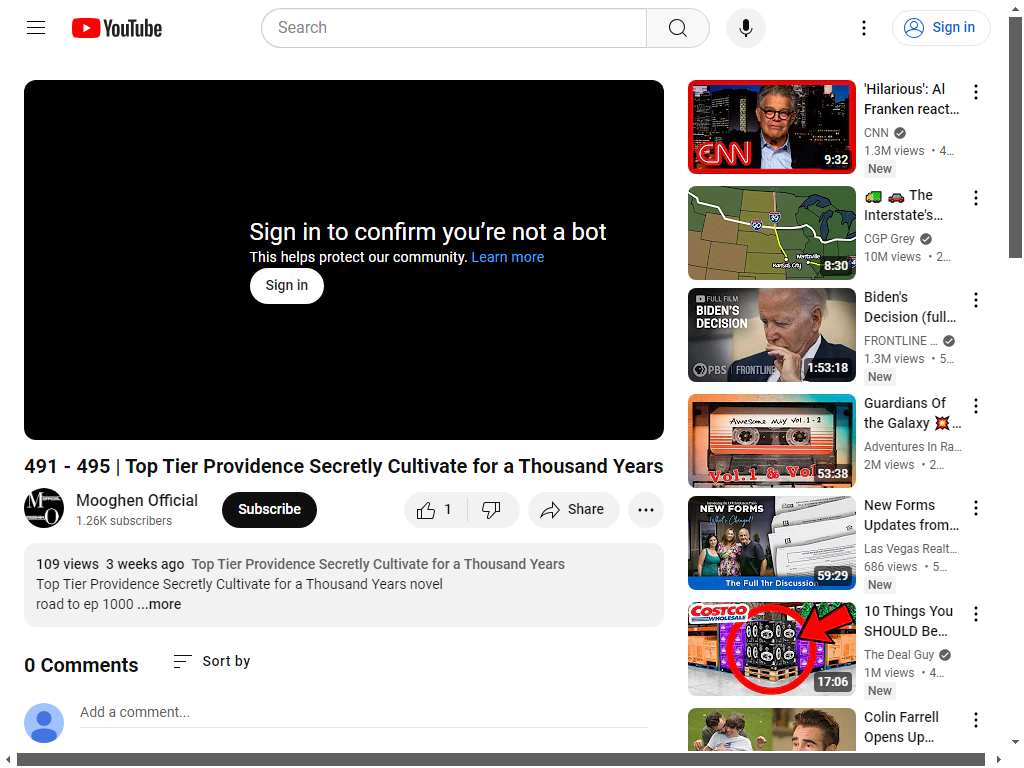 YouTube
Search
Sign in
Sign in to confirm you’re not a bot
This helps protect our community. Learn more
Sign in
491 - 495 | Top Tier Providence Secretly Cultivate for a Thousand Years
Mooghen Official
1.26K subscribers
Subscribe
1
Share
109 views 3 weeks ago Top Tier Providence Secretly Cultivate for a Thousand Years
Top Tier Providence Secretly Cultivate for a Thousand Years novel
road to ep 1000 ...more
0 Comments
Sort by
Add a comment...
CNN
9:32
'Hilarious': Al
Franken react...
CNN
1.3M views • 4...
New
90
35
Kansas City
Wentzville
8:30
The
Interstate's...
CGP Grey
10M views • 2...
FULL FILM
BIDEN'S
DECISION
PBS FRONTLINE
1:53:18
Biden's
Decision (full...
FRONTLINE ...
1.3M views • 5...
New
Awesome Mix Vol. 1 - 2
Vol. 1 & Vol
53:38
Guardians Of
the Galaxy 💥...
Adventures In Ra...
2M views • 2...
NEW FORMS
What's Changed!
The Full 1hr Discussion
59:29
New Forms
Updates from...
Las Vegas Realt...
686 views • 5...
New
COSTCO
WHOLESALE
17:06
10 Things You
SHOULD Be...
The Deal Guy
1M views • 4...
New
Colin Farrell
Opens Up...